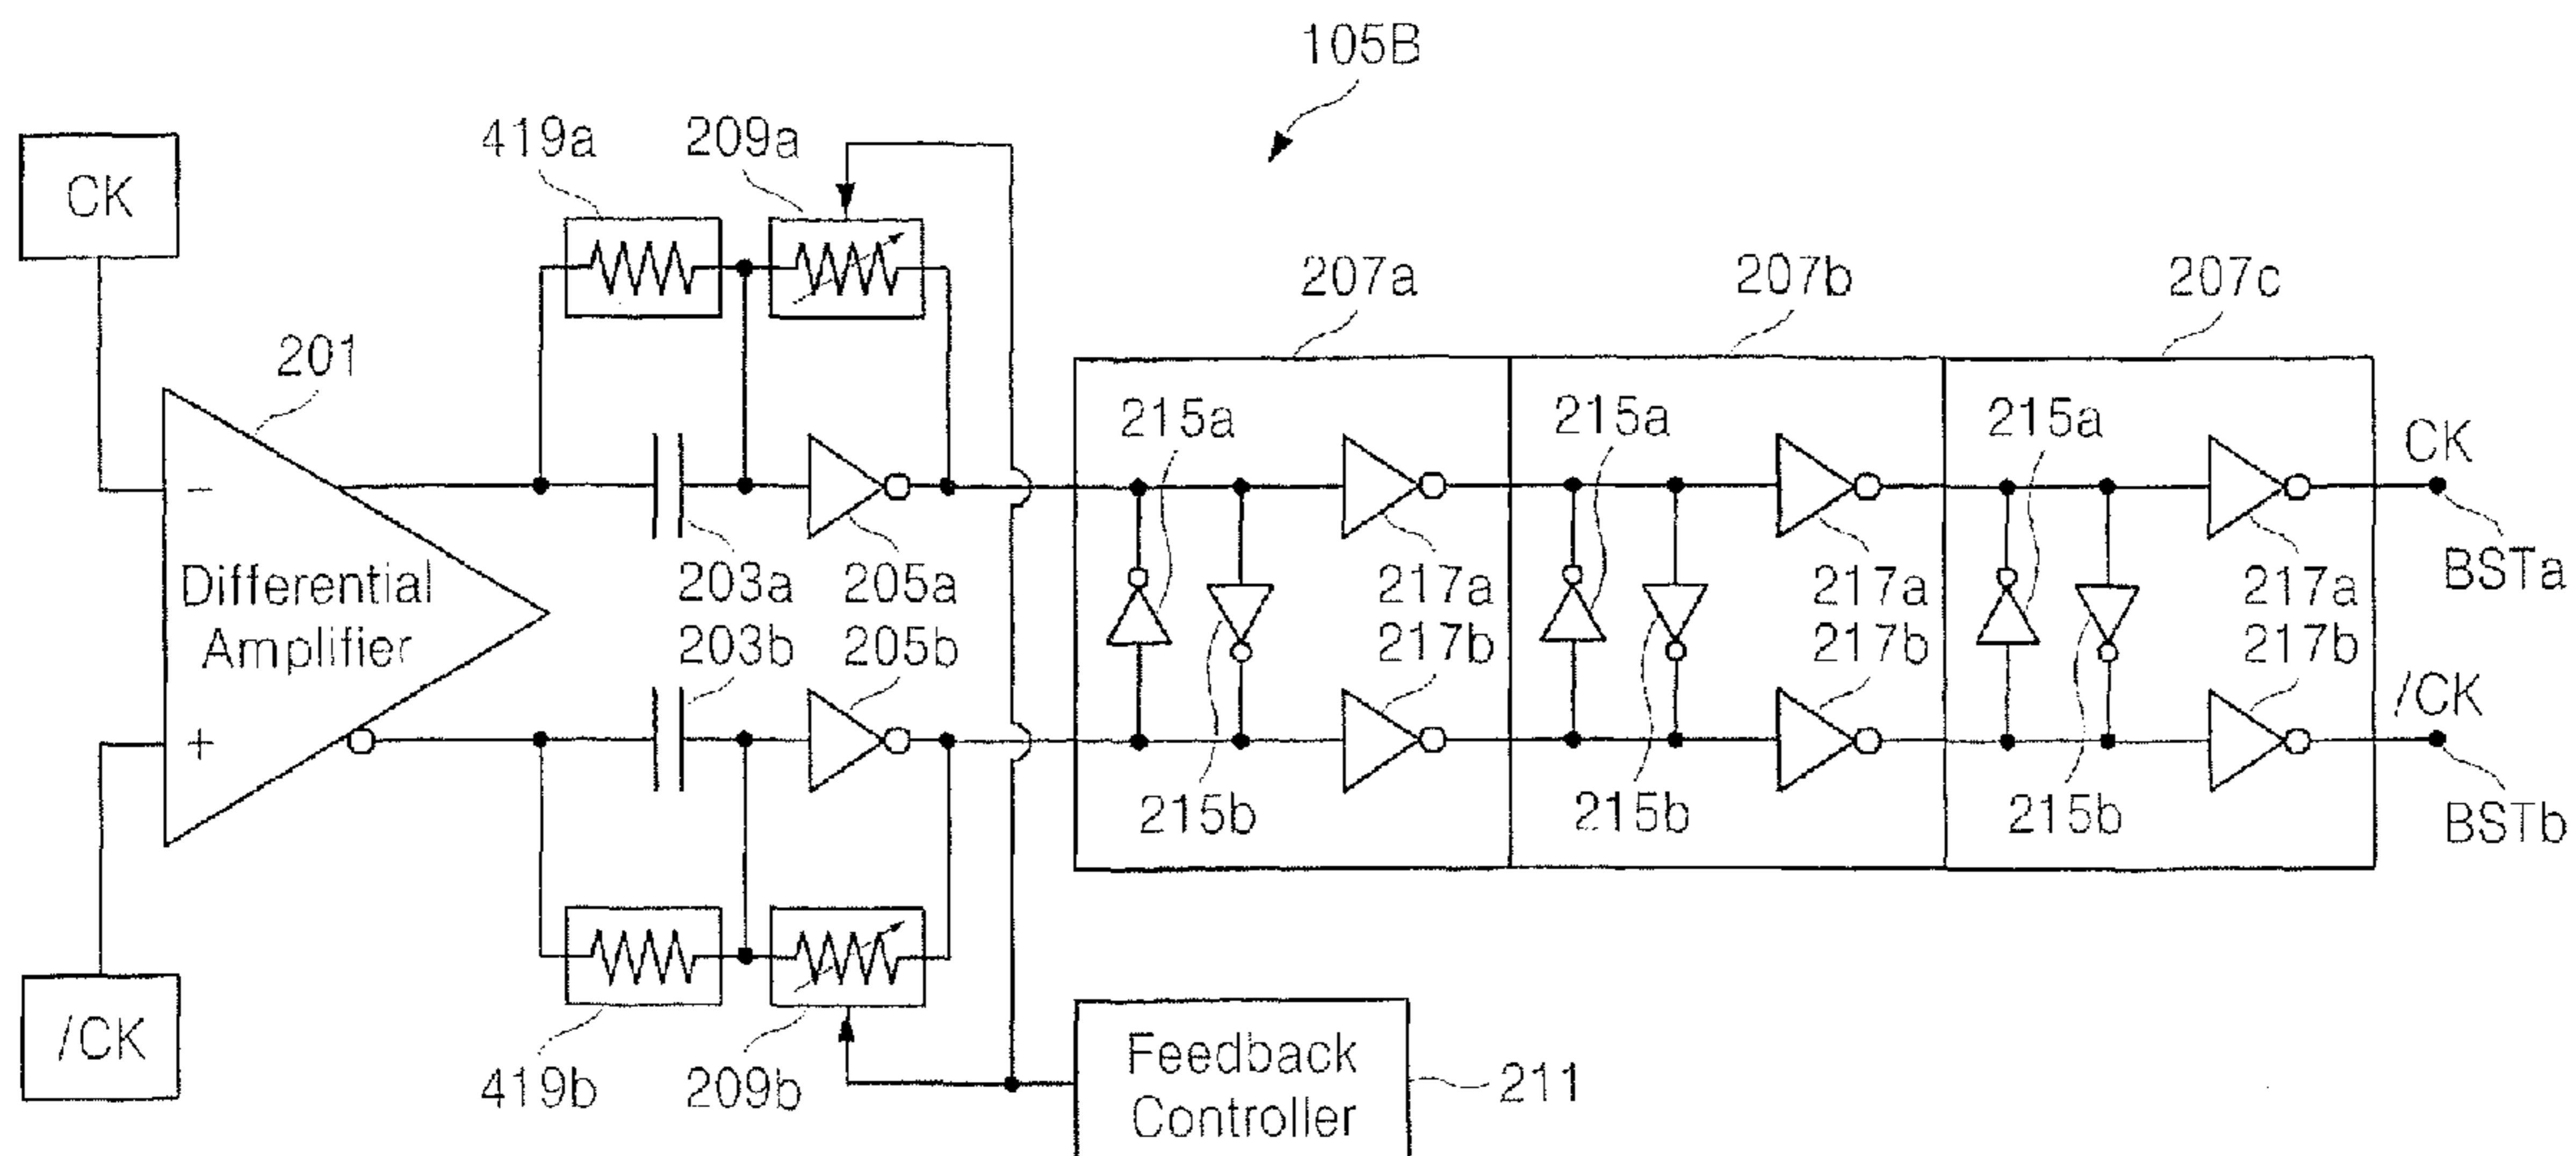 105B
419a
209a
CK
207a
207b
207c
201
215a
215a
215a
CK
−
BSTa
Differential
Amplifier
203a
205a
217a
217a
217a
203b
205b
217b
217b
217b
/CK
+
215b
215b
215b
BSTb
/CK
419b
209b
Feedback
Controller
211